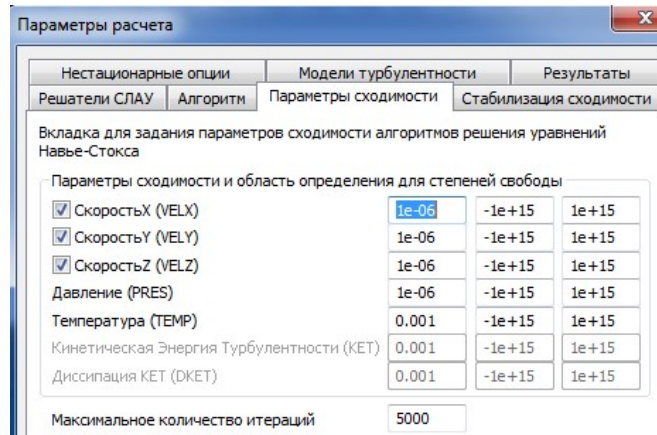 Параметры расчета
x
Нестационарные опции Модели турбулентности Результаты
Решатели СЛАУ Алгоритм Параметры сходимости Стабилизация сходимости
Вкладка для задания параметров сходимости алгоритмов решения уравнений
Навье-Стокса
Параметры сходимости и область определения для степеней свободы
СкоростьX (VELX) 1e-06 -1e+15 1e+15
СкоростьY (VELY) 1e-06 -1e+15 1e+15
СкоростьZ (VELZ) 1e-06 -1e+15 1e+15
Давление (PRES) 1e-06 -1e+15 1e+15
Температура (TEMP) 0.001 -1e+15 1e+15
Кинетическая Энергия Турбулентности (KET) 0.001 -1e+15 1e+15
Диссипация KET (DKET) 0.001 -1e+15 1e+15
Максимальное количество итераций 5000